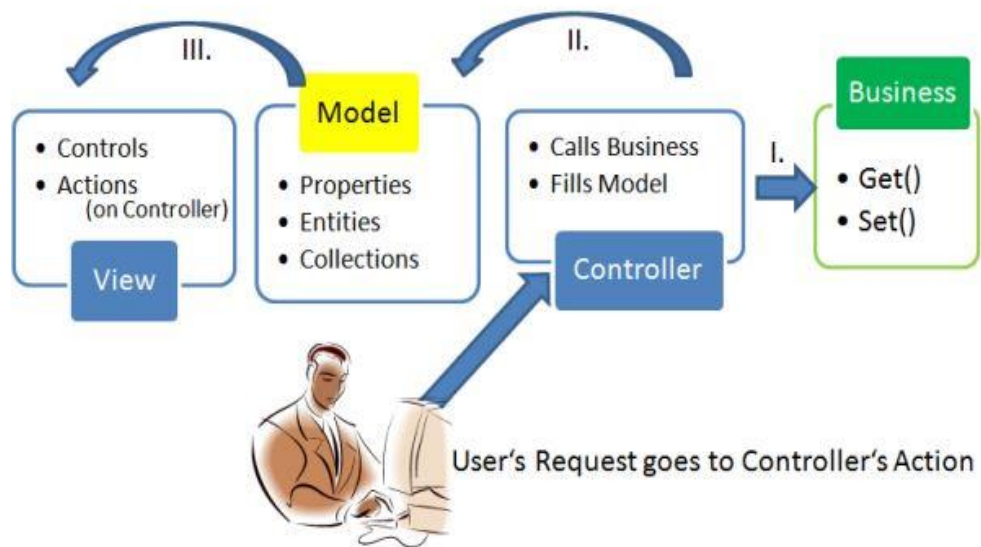 III.
II.
Business
Model
• Controls
• Actions
(on Controller)
View
• Properties
• Entities
• Collections
• Calls Business
• Fills Model
Controller
I.
• Get()
• Set()
User‘s Request goes to Controller‘s Action